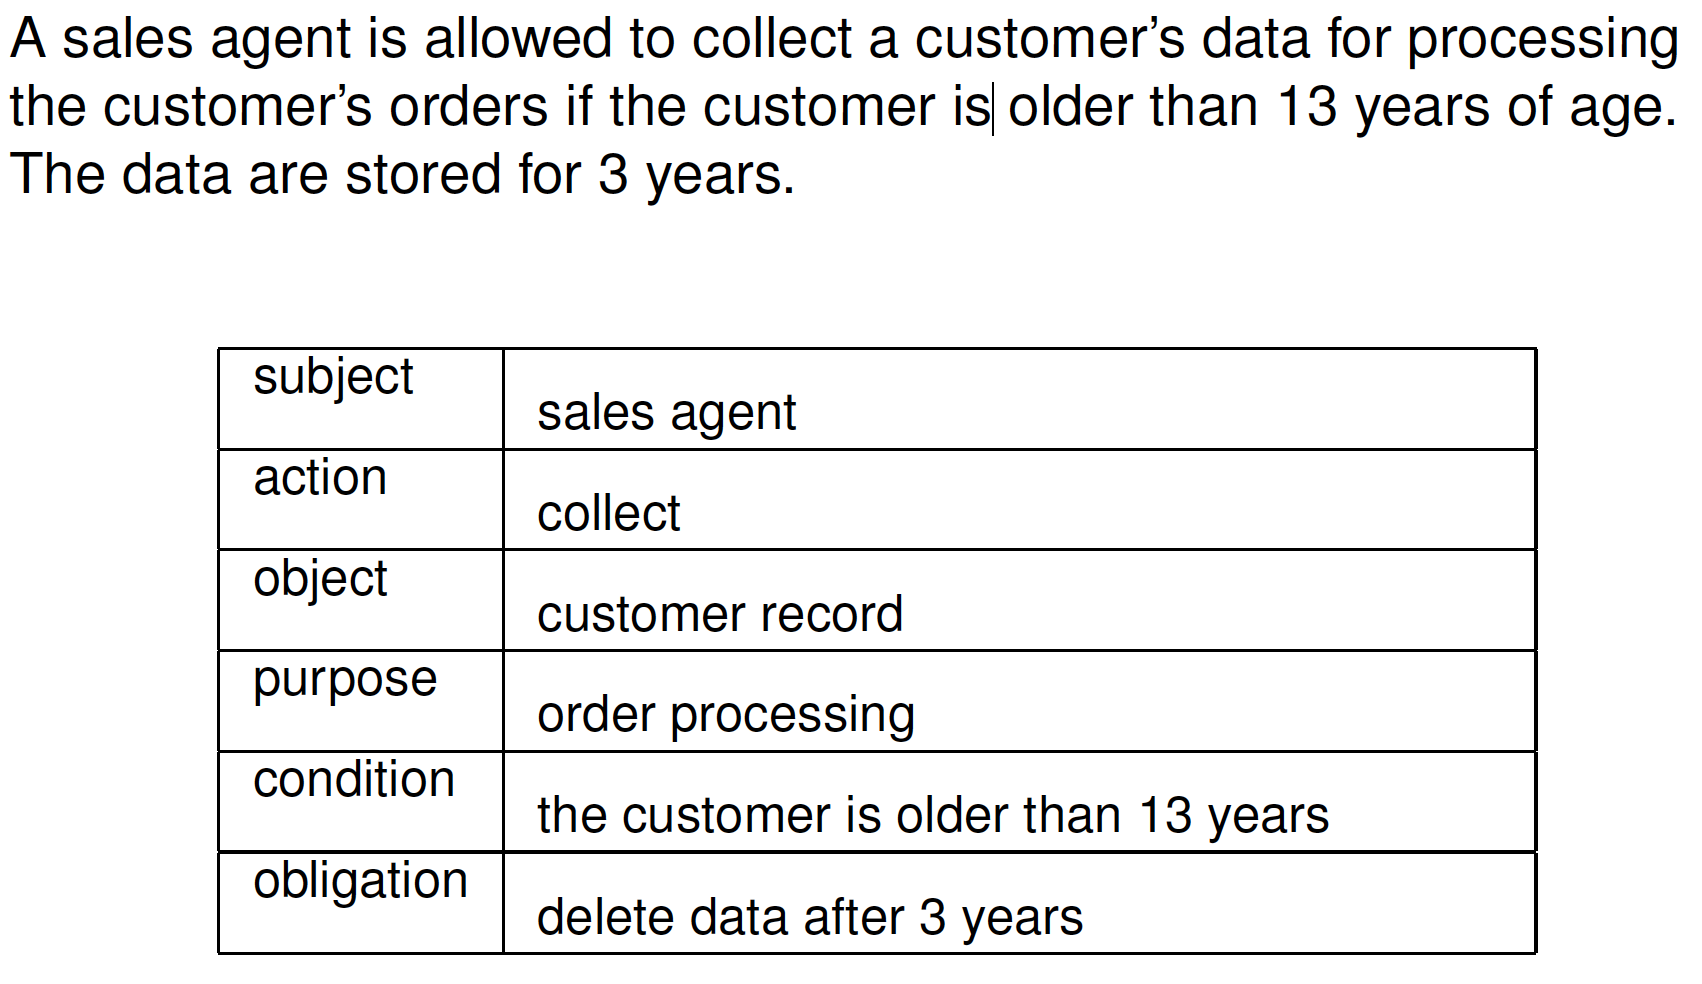 A sales agent is allowed to collect a customer’s data for processing
the customer’s orders if the customer is older than 13 years of age.
The data are stored for 3 years.
subject
sales agent
action
collect
object
customer record
purpose
order processing
condition
the customer is older than 13 years
obligation
delete data after 3 years